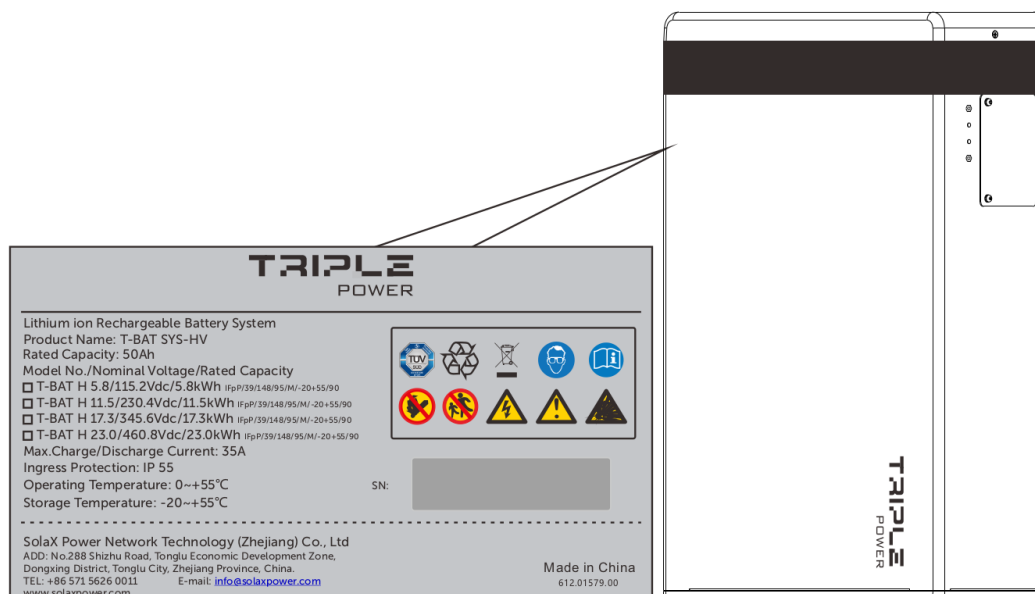 TRIPLE
POWER
Lithium ion Rechargeable Battery System
Product Name: T-BAT SYS-HV
Rated Capacity: 50Ah
Model No./Nominal Voltage/Rated Capacity
T-BAT H 5.8/115.2Vdc/5.8kWh IFpP/39/148/95/M/-20+55/90
T-BAT H 11.5/230.4Vdc/11.5kWh IFpP/39/148/95/M/-20+55/90
T-BAT H 17.3/345.6Vdc/17.3kWh IFpP/39/148/95/M/-20+55/90
T-BAT H 23.0/460.8Vdc/23.0kWh IFpP/39/148/95/M/-20+55/90
Max.Charge/Discharge Current: 35A
Ingress Protection: IP 55
Operating Temperature: 0~+55℃
Storage Temperature: -20~+55℃
TÜV
SUD
SN:
SolaX Power Network Technology (Zhejiang) Co., Ltd
ADD: No.288 Shizhu Road, Tonglu Economic Development Zone,
Dongxing District, Tonglu City, Zhejiang Province, China.
TEL: +86 571 5626 0011 E-mail: info@solaxpower.com
www.solaxpower.com
Made in China
612.01579.00
TRIPLE
POWER